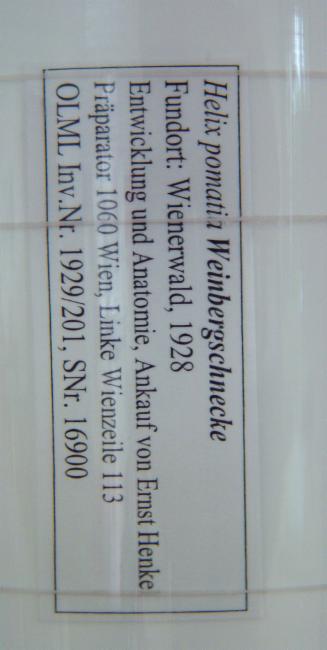 Helix pomatia Weinbergschnecke
Fundort: Wienerwald, 1928
Entwicklung und Anatomie, Ankauf von Ernst Henke
Präparator 1060 Wien, Linke Wienzeile 113
OLML Inv.Nr. 1929/201, SNr. 16900